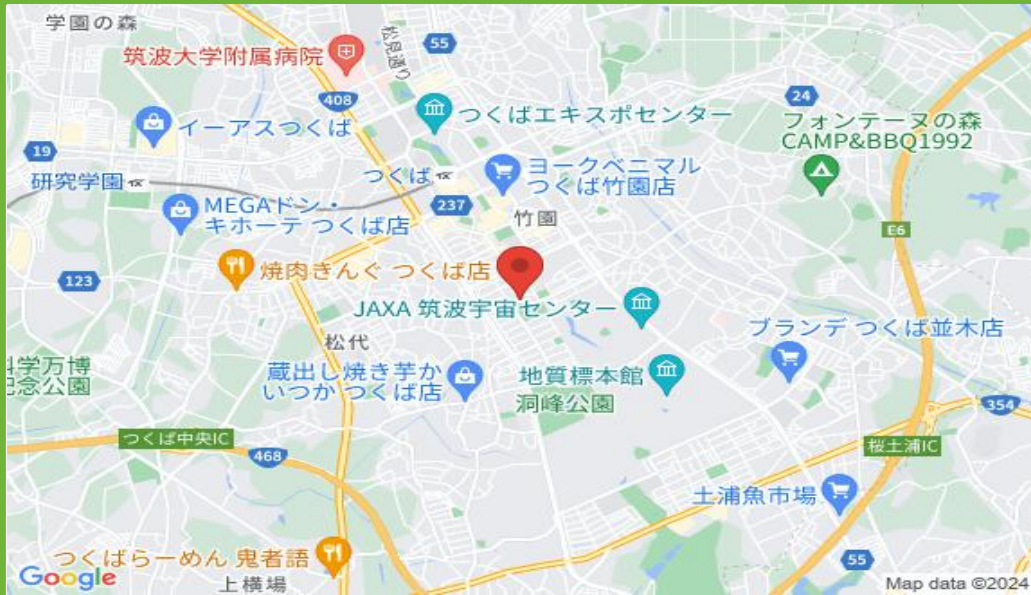 学園の森
筑波大学附属病院
松見通り
55
408
24
つくばエキスポセンター
フォンテーヌの森
CAMP&BBQ1992
イーアスつくば
19
ヨークベニマル
つくば竹園店
つくば
研究学園
MEGAドン・
キホーテ つくば店
237
竹園
E6
123
焼肉きんぐ つくば店
JAXA 筑波宇宙センター
ブランデ つくば並木店
松代
科学万博
記念公園
蔵出し焼き芋か
いつか つくば店
地質標本館
洞峰公園
354
つくば中央IC
468
桜土浦IC
土浦魚市場
つくばらーめん 鬼者語
55
Google
上横場
Map data ©2024